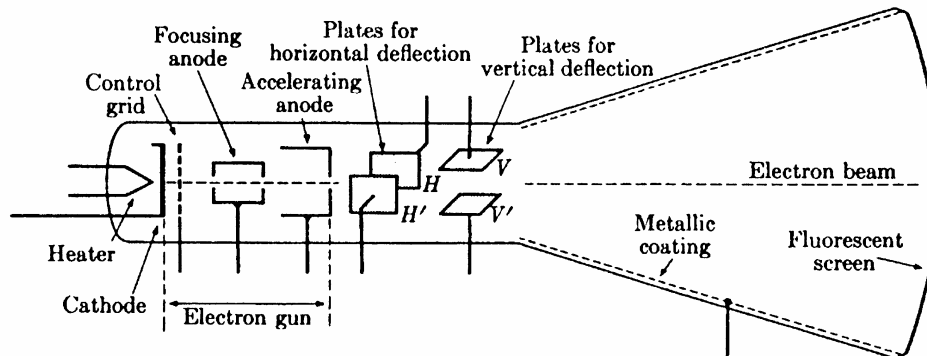 Focusing
anode
Plates for
horizontal deflection
Accelerating
anode
Plates for
vertical deflection
Control
grid
H
H′
V
V′
Electron beam
Metallic
coating
Fluorescent
screen
Heater
Cathode
Electron gun